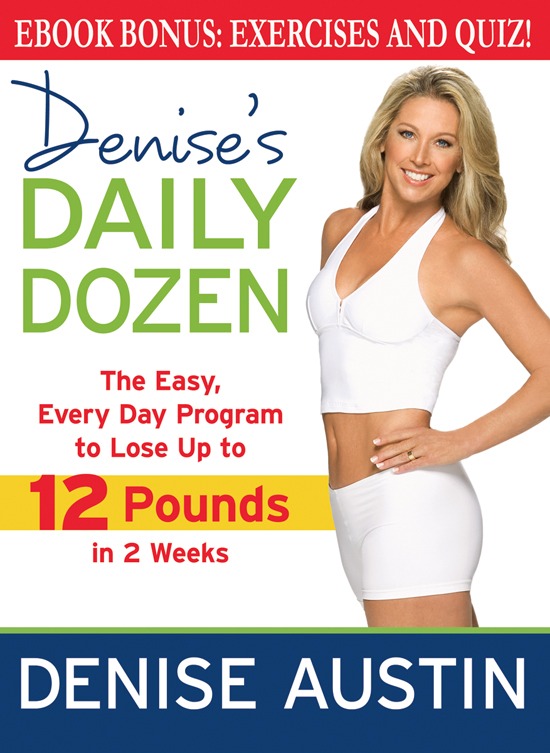 EBOOK BONUS: EXERCISES AND QUIZ!
Denise's
DAILY
DOZEN
The Easy,
Every Day Program
to Lose Up to
12 Pounds
in 2 Weeks
DENISE AUSTIN